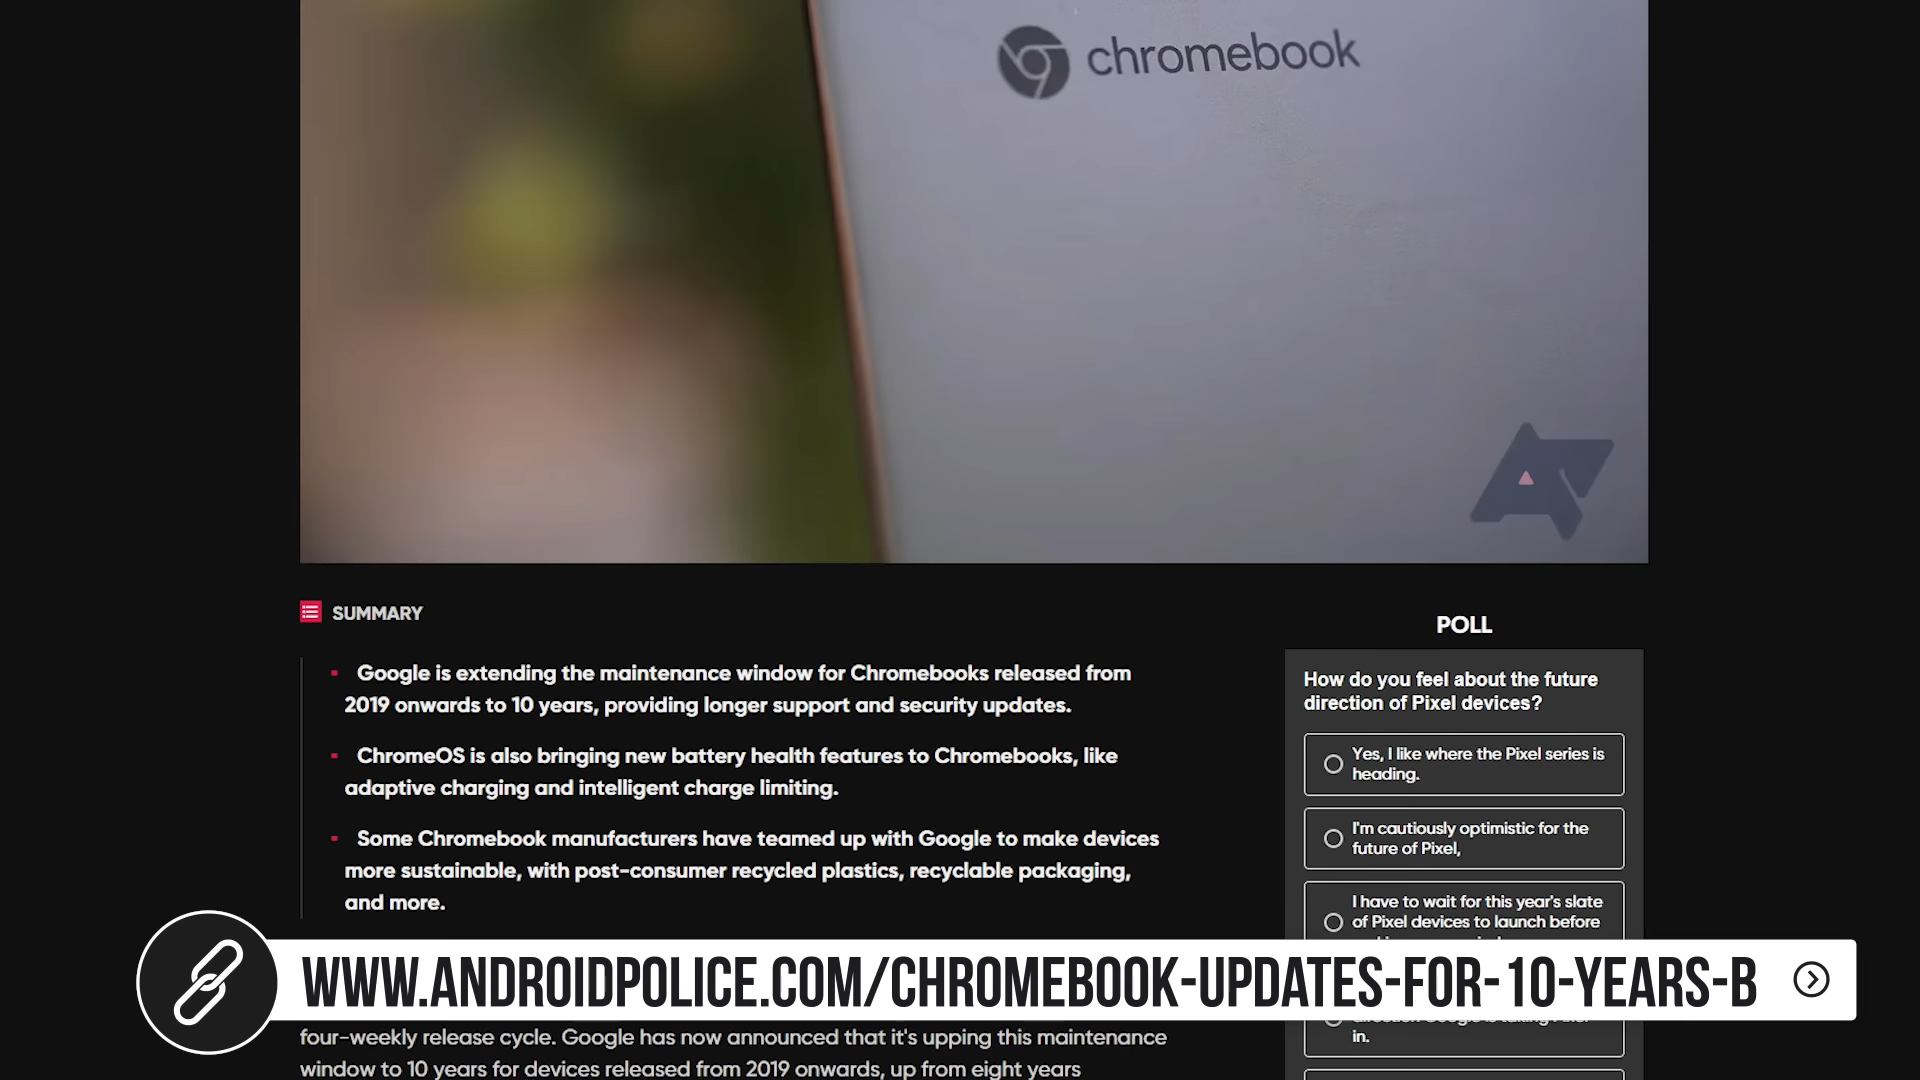 chromebook
SUMMARY
Google is extending the maintenance window for Chromebooks released from
2019 onwards to 10 years, providing longer support and security updates.
ChromeOS is also bringing new battery health features to Chromebooks, like
adaptive charging and intelligent charge limiting.
Some Chromebook manufacturers have teamed up with Google to make devices
more sustainable, with post-consumer recycled plastics, recyclable packaging,
and more.
POLL
How do you feel about the future
direction of Pixel devices?
Yes, I like where the Pixel series is
heading.
I'm cautiously optimistic for the
future of Pixel,
I have to wait for this year's slate
of Pixel devices to launch before
in.
WWW.ANDROIDPOLICE.COM/CHROMEBOOK-UPDATES-FOR-10-YEARS-B
four-weekly release cycle. Google has now announced that it's upping this maintenance
window to 10 years for devices released from 2019 onwards, up from eight years